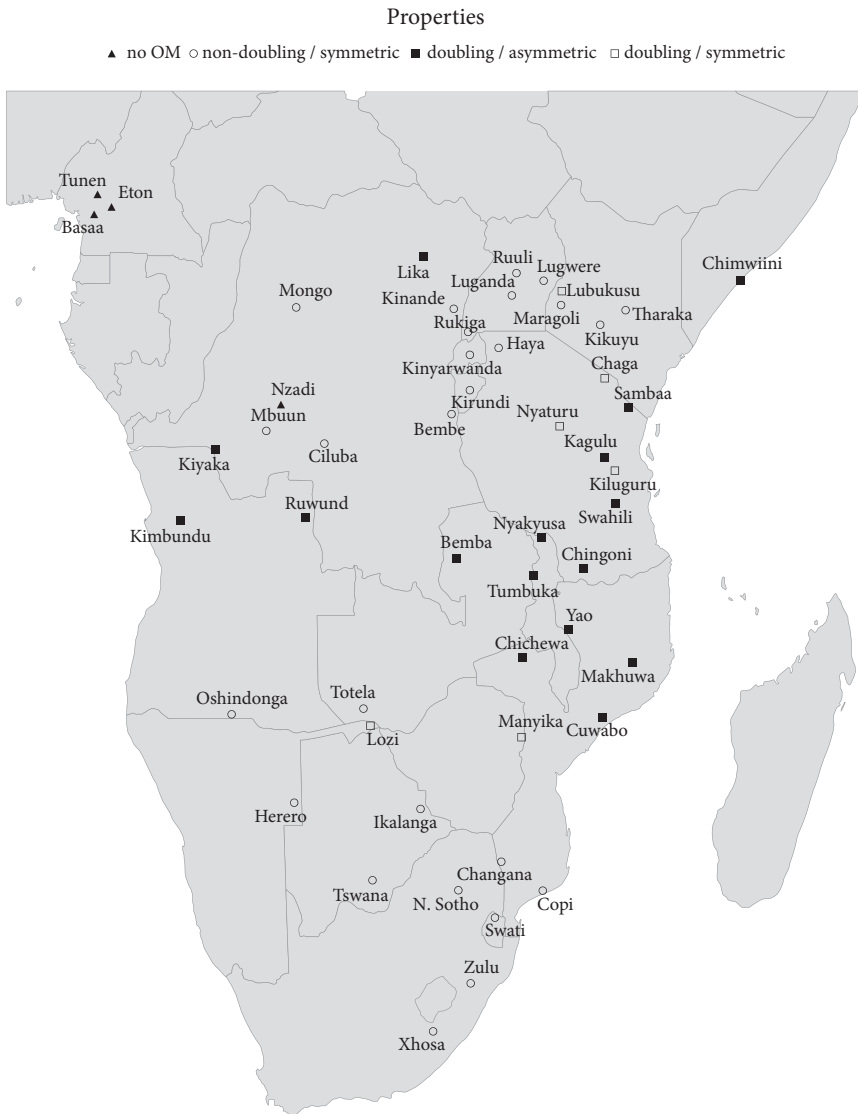 Properties
▲ no OM ○ non-doubling / symmetric ■ doubling / asymmetric □ doubling / symmetric
Tunen
Eton
Basaa
Lika
Ruuli
Lugwere
Chimwiini
Luganda
Lubukusu
Mongo
Kinande
Maragoli
Tharaka
Rukiga
Kikuyu
Haya
Kinyarwanda
Chaga
Nzadi
Kirundi
Sambaa
Mbuun
Nyaturu
Bembe
Kagulu
Kiyaka
Ciluba
Kiluguru
Ruwund
Swahili
Kimbundu
Nyakyusa
Bemba
Chingoni
Tumbuka
Yao
Chichewa
Makhuwa
Oshindonga
Totela
Manyika
Cuwabo
Lozi
Herero
Ikalanga
Changana
Tswana
N. Sotho
Copi
Swati
Zulu
Xhosa